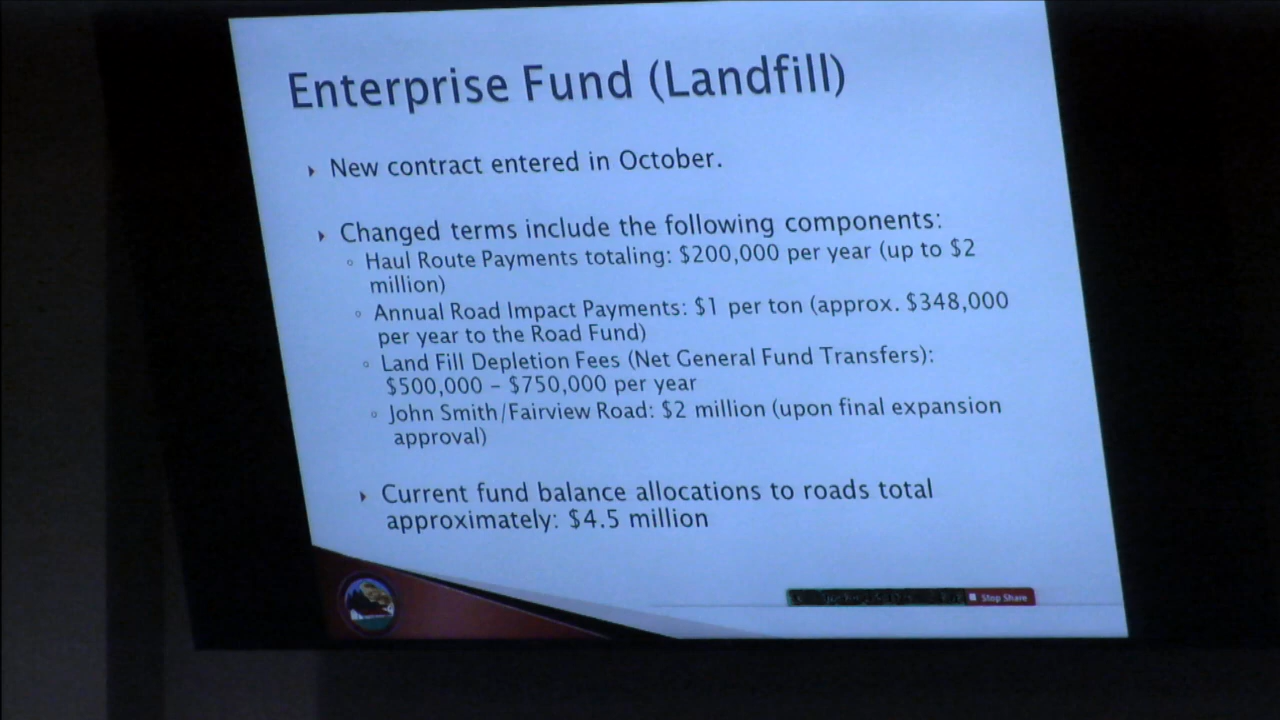 Enterprise Fund (Landfill)
New contract entered in October.
Changed terms include the following components:
Haul Route Payments totaling: $200,000 per year (up to $2
million)
Annual Road Impact Payments: $1 per ton (approx. $348,000
per year to the Road Fund)
Land Fill Depletion Fees (Net General Fund Transfers):
$500,000 – $750,000 per year
John Smith/Fairview Road: $2 million (upon final expansion
approval)
Current fund balance allocations to roads total
approximately: $4.5 million
Stop Share